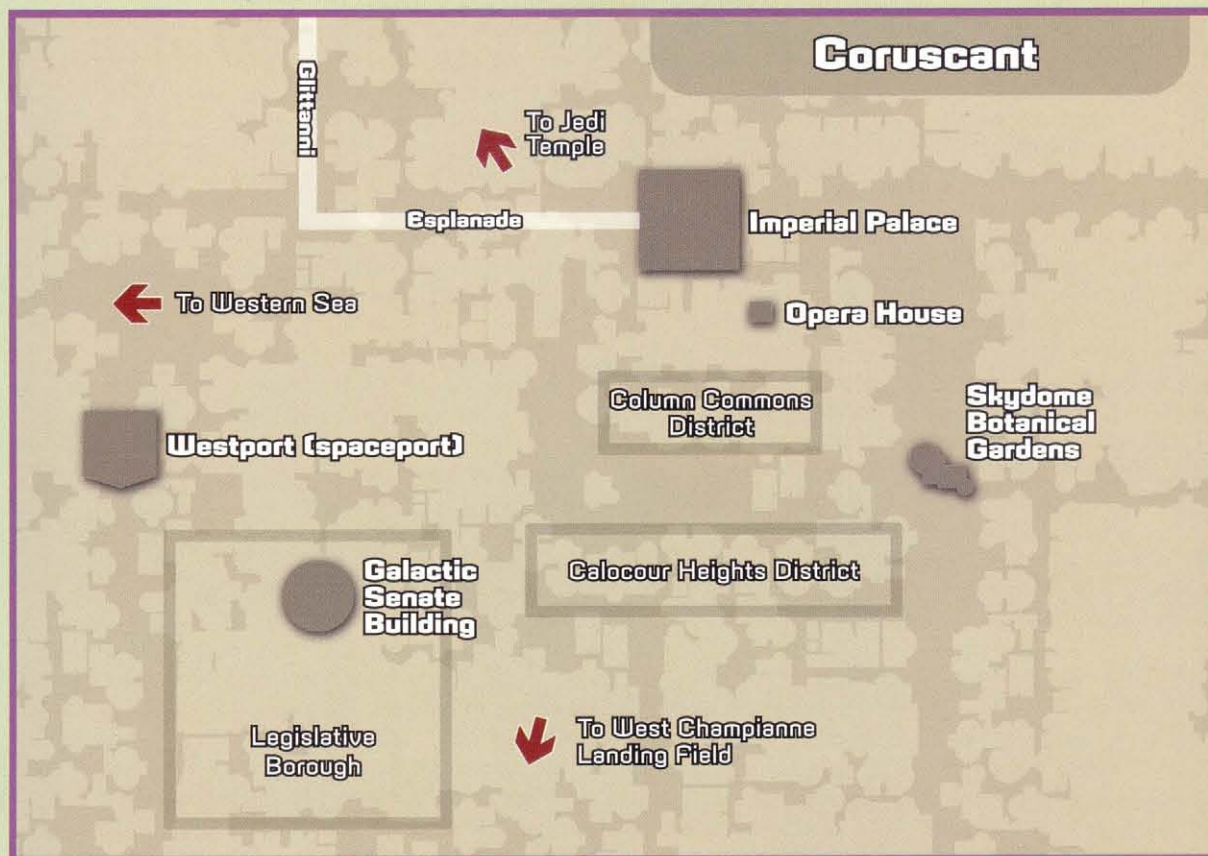 Coruscant
Glittanni
To Jedi
Temple
Esplanade
Imperial Palace
To Western Sea
Opera House
Column Commons
District
Skydome
Botanical
Gardens
Westport (spaceport)
Galactic
Senate
Building
Calocour Heights District
Legislative
Borough
To West Champianne
Landing Field